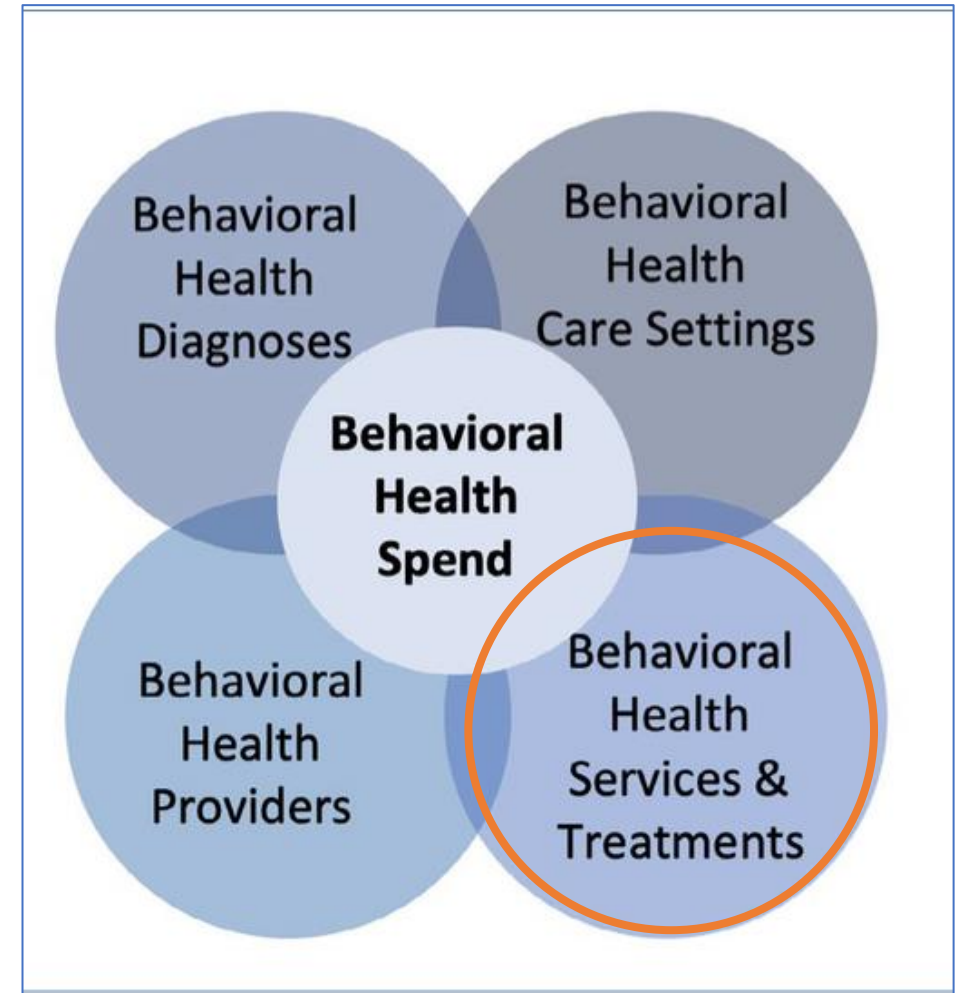 Behavioral
Health
Diagnoses
Behavioral
Health
Care Settings
Behavioral
Health
Spend
Behavioral
Health
Providers
Behavioral
Health
Services &
Treatments